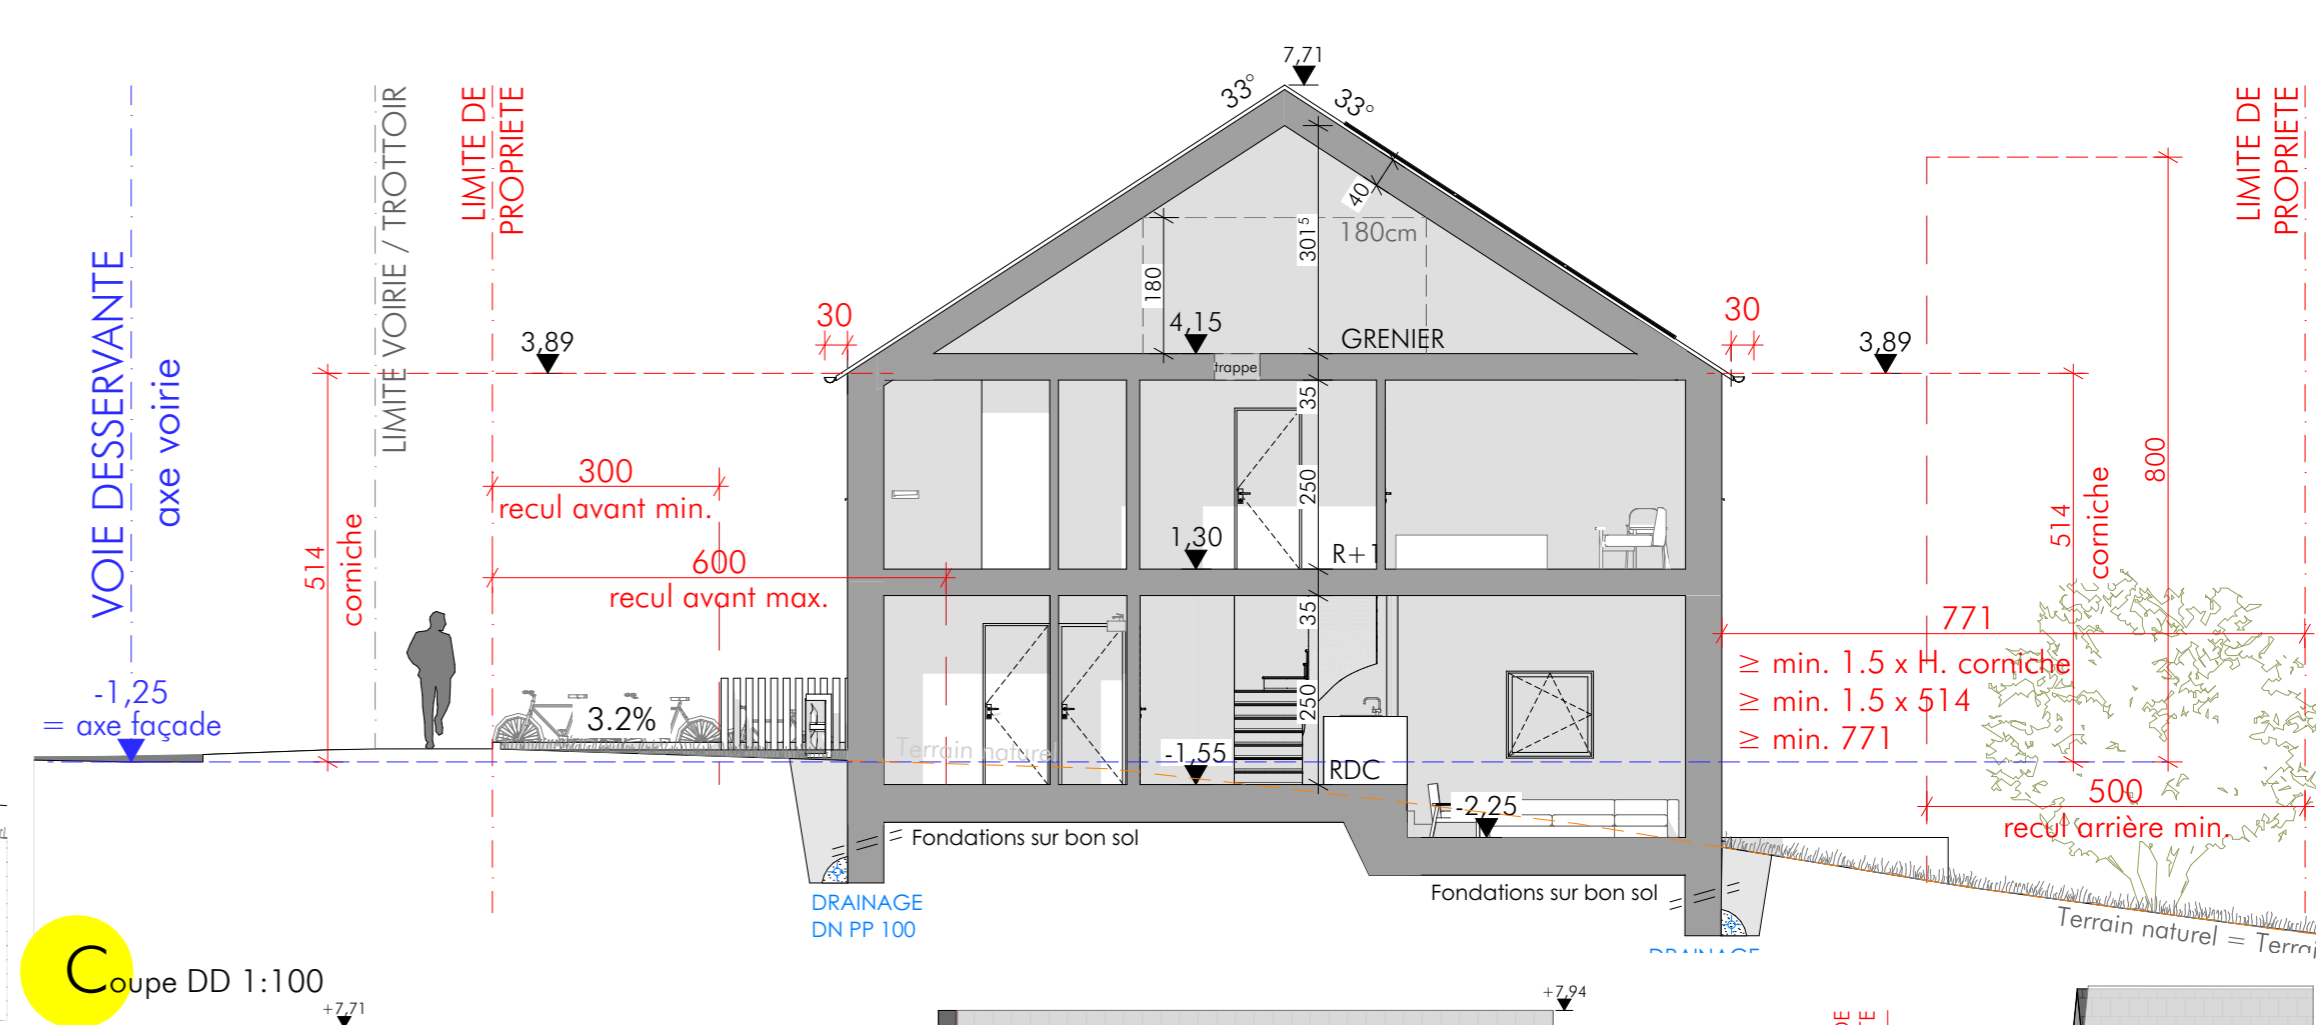 7,71
33°
33°
LIMITE DE
PROPRIETE
LIMITE DE
PROPRIETE
LIMITE VOIRIE / TROTTOIR
VOIE DESSERVANTE
axe voirie
40
180cm
301⁵
180
30
30
4,15
GRENIER
3,89
3,89
trappe
35
300
recul avant min.
250
800
514
corniche
514
corniche
1,30
R+1
600
recul avant max.
35
771
≥ min. 1.5 x H. corniche
≥ min. 1.5 x 514
≥ min. 771
-1,25
= axe façade
3.2%
250
Terrain naturel
-1,55
RDC
-2,25
500
recul arrière min.
Fondations sur bon sol
Fondations sur bon sol
DRAINAGE
DN PP 100
DRAINAGE
Terrain naturel = Terrai
Coupe DD 1:100
+7,71
+7,94